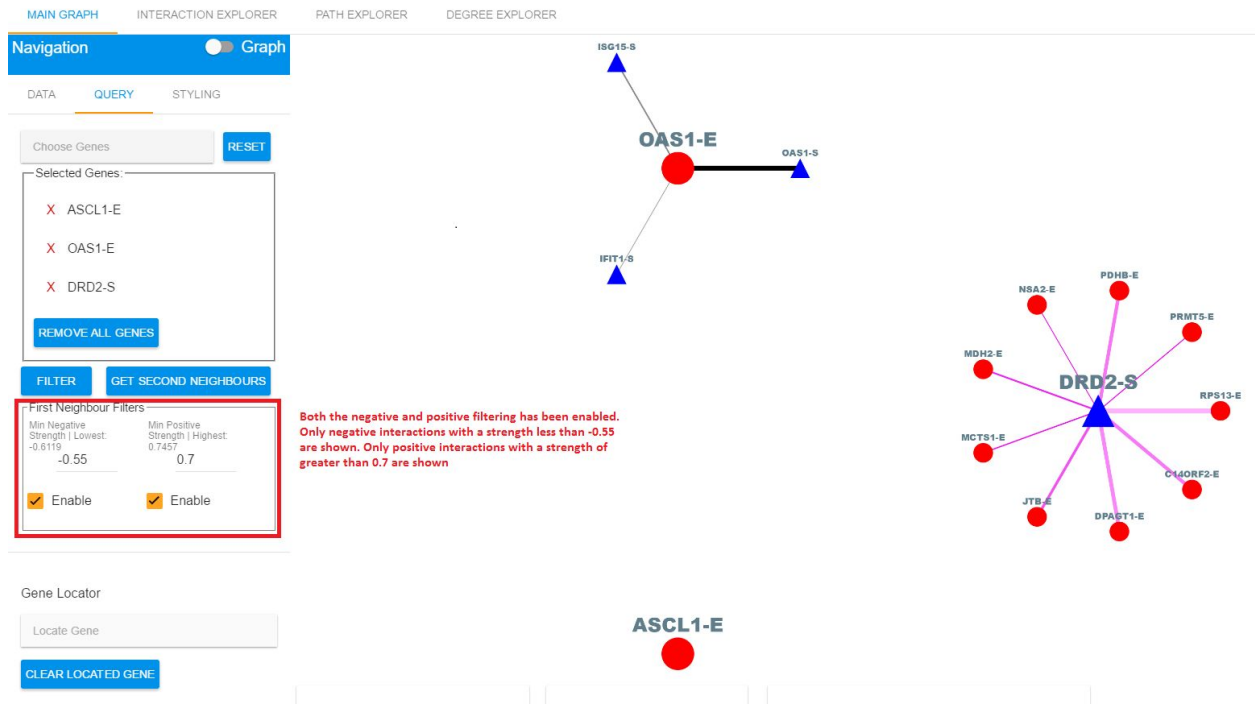 MAIN GRAPH INTERACTION EXPLORER PATH EXPLORER DEGREE EXPLORER
Navigation Graph
DATA QUERY STYLING
Choose Genes RESET
Selected Genes:
X ASCL1-E
X OAS1-E
X DRD2-S
REMOVE ALL GENES
FILTER GET SECOND NEIGHBOURS
First Neighbour Filters
Min Negative
Strength | Lowest:
-0.6119
-0.55
Min Positive
Strength | Highest:
0.7457
0.7
Enable Enable
Both the negative and positive filtering has been enabled.
Only negative interactions with a strength less than -0.55
are shown. Only positive interactions with a strength of
greater than 0.7 are shown
Gene Locator
Locate Gene
CLEAR LOCATED GENE
ISG15-S
OAS1-E
OAS1-S
IFIT1-S
PDHB-E
NSA2-E
PRMT5-E
MDH2-E
DRD2-S
RPS13-E
MCTS1-E
C14ORF2-E
JTB-E
DPAGT1-E
ASCL1-E